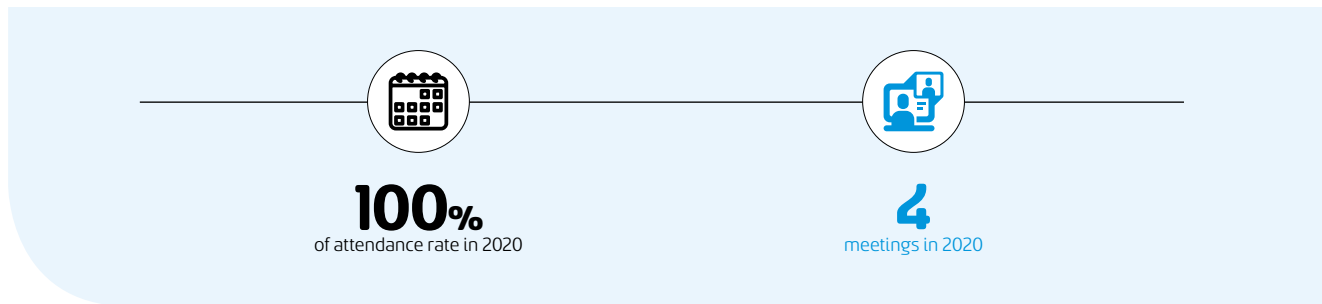 100%
of attendance rate in 2020
4
meetings in 2020